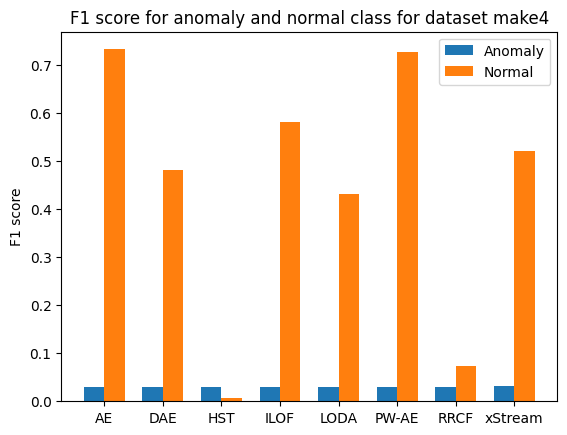 F1 score for anomaly and normal class for dataset make4
Anomaly
Normal
F1 score
0.7
0.6
0.5
0.4
0.3
0.2
0.1
0.0
AE DAE HST ILOF LODA PW-AE RRCF xStream